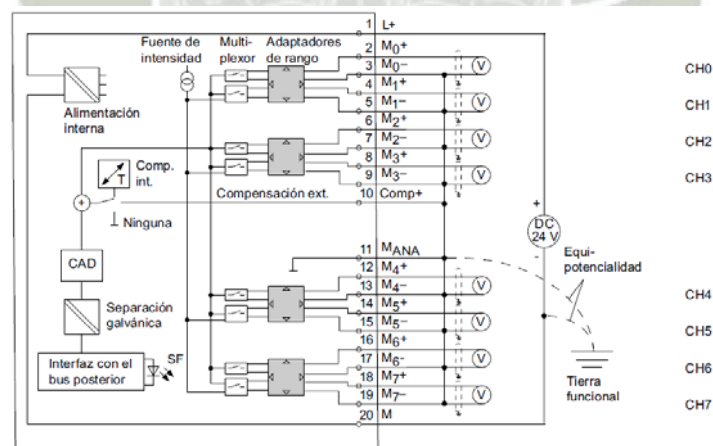 1 L+
Fuente de intensidad
Multi-plexor
Adaptadores de rango
2 M0+
3 M0−
V
CH0
4 M1+
5 M1−
V
CH1
Alimentación interna
6 M2+
7 M2−
V
CH2
8 M3+
9 M3−
V
CH3
Comp. int.
T
Compensación ext.
10 Comp+
+
Ninguna
+
DC 24 V
-
11 MANA
Equi-potencialidad
CAD
12 M4+
13 M4−
V
CH4
14 M5+
15 M5−
V
CH5
Separación galvánica
16 M6+
17 M6-
V
CH6
Interfaz con el bus posterior
SF
18 M7+
19 M7−
V
CH7
Tierra funcional
20 M